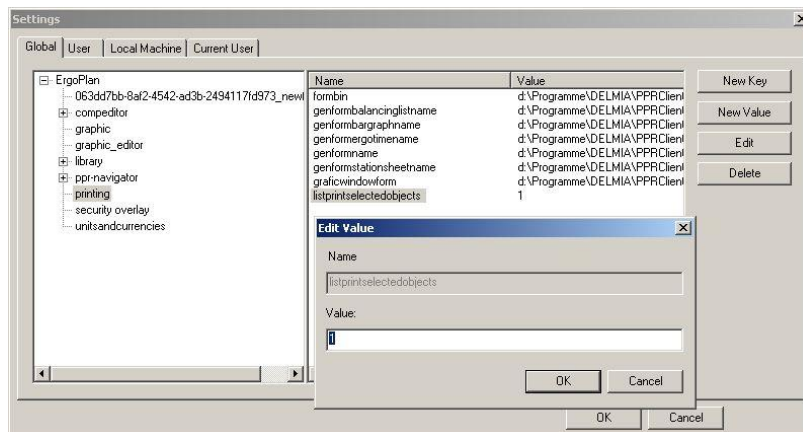 Settings
Global User Local Machine Current User
ErgoPlan
063dd7bb-8af2-4542-ad3b-2494117fd973_newl
compeditor
graphic
graphic_editor
library
ppr-navigator
printing
security overlay
unitsandcurrencies
Name Value
formbin d:\Programme\DELMIA\PPRClient
genformbalancinglistname d:\Programme\DELMIA\PPRClient
genformbargraphname d:\Programme\DELMIA\PPRClient
genformergotimename d:\Programme\DELMIA\PPRClient
genformname d:\Programme\DELMIA\PPRClient
genformstationsheetname d:\Programme\DELMIA\PPRClient
graficwindowform d:\Programme\DELMIA\PPRClient
listprintselectedobjects 1
New Key
New Value
Edit
Delete
Edit Value
Name
listprintselectedobjects
Value:
1
OK Cancel
OK Cancel